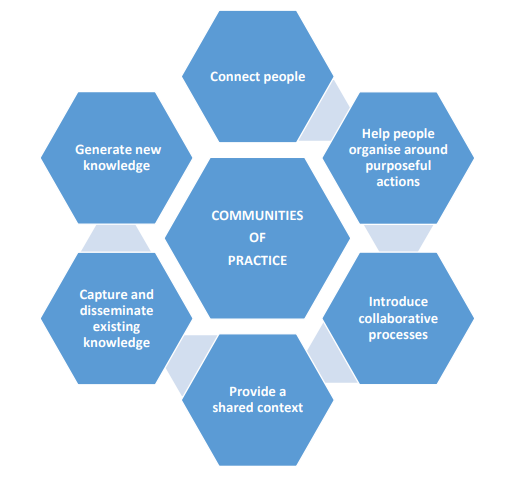 Connect people
Help people
organise around
purposeful
actions
Introduce
collaborative
processes
Provide a
shared context
Capture and
disseminate
existing
knowledge
Generate new
knowledge
COMMUNITIES
OF
PRACTICE